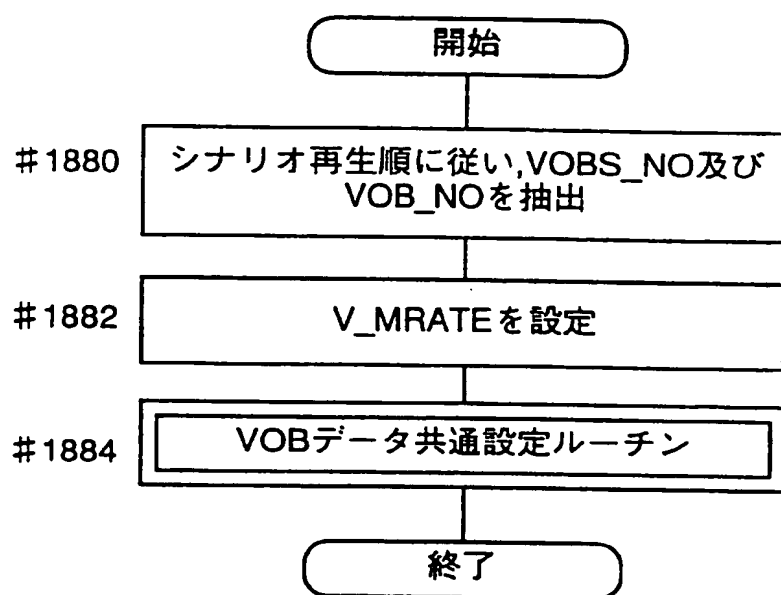 開始
#1880
シナリオ再生順に従い,VOBS_NO及び
VOB_NOを抽出
#1882
V_MRATEを設定
#1884
VOBデータ共通設定ルーチン
終了